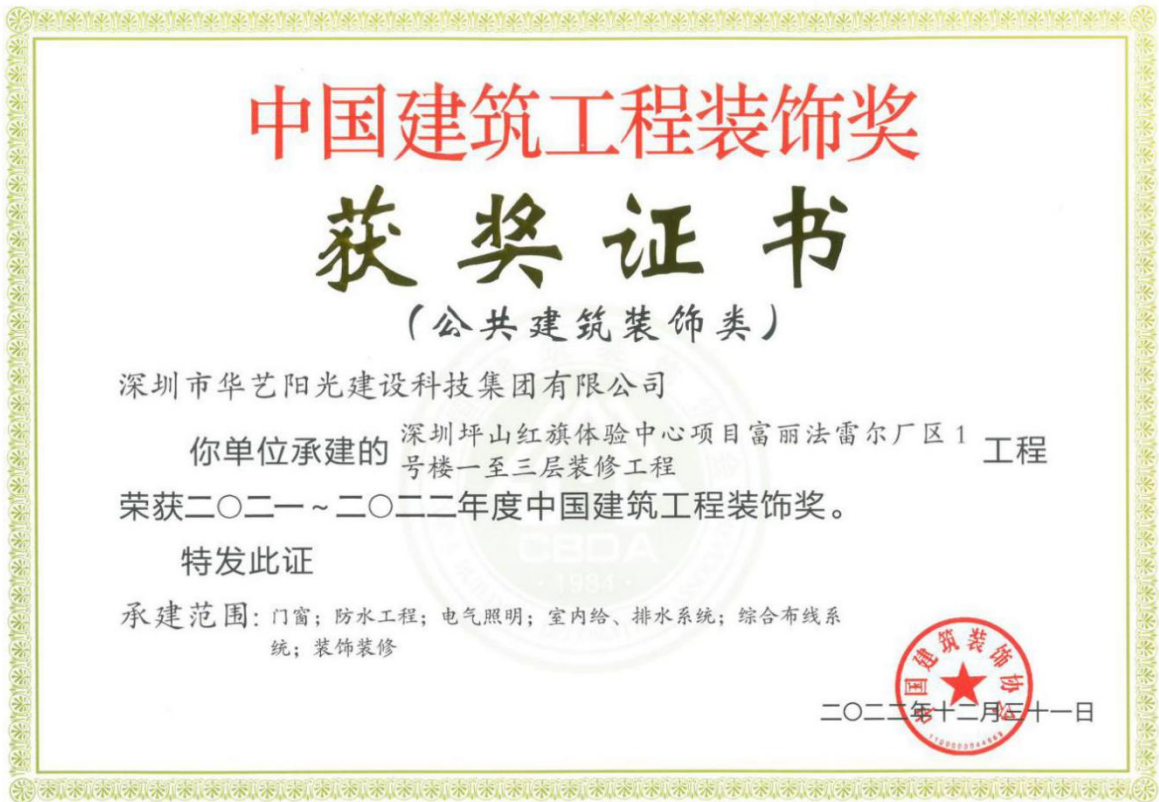 中国建筑工程装饰奖
获奖证书
（公共建筑装饰类）
深圳市华艺阳光建设科技集团有限公司
你单位承建的 深圳坪山红旗体验中心项目富丽法雷尔厂区1
号楼一至三层装修工程 工程
荣获二〇二一~二〇二二年度中国建筑工程装饰奖。
特发此证
承建范围：门窗；防水工程；电气照明；室内给、排水系统；综合布线系
统；装饰装修
中国建筑装饰协会
二〇二二年十二月三十一日
CBDA
·1984·